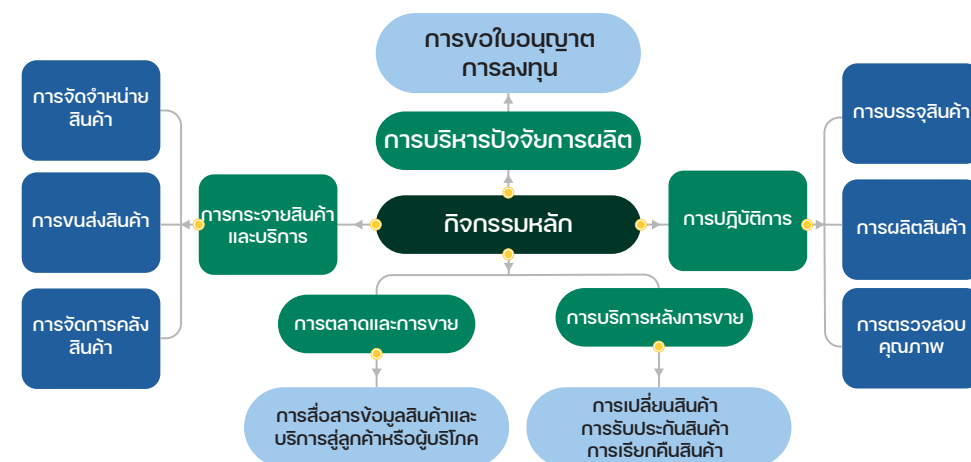 การขอใบอนุญาต
การลงทุน
การบริหารปัจจัยการผลิต
กิจกรรมหลัก
การกระจายสินค้า
และบริการ
การจัดจำหน่าย
สินค้า
การขนส่งสินค้า
การจัดการคลัง
สินค้า
การปฏิบัติการ
การบรรจุสินค้า
การผลิตสินค้า
การตรวจสอบ
คุณภาพ
การตลาดและการขาย
การสื่อสารข้อมูลสินค้าและ
บริการสู่ลูกค้าหรือผู้บริโภค
การบริการหลังการขาย
การเปลี่ยนสินค้า
การรับประกันสินค้า
การเรียกคืนสินค้า